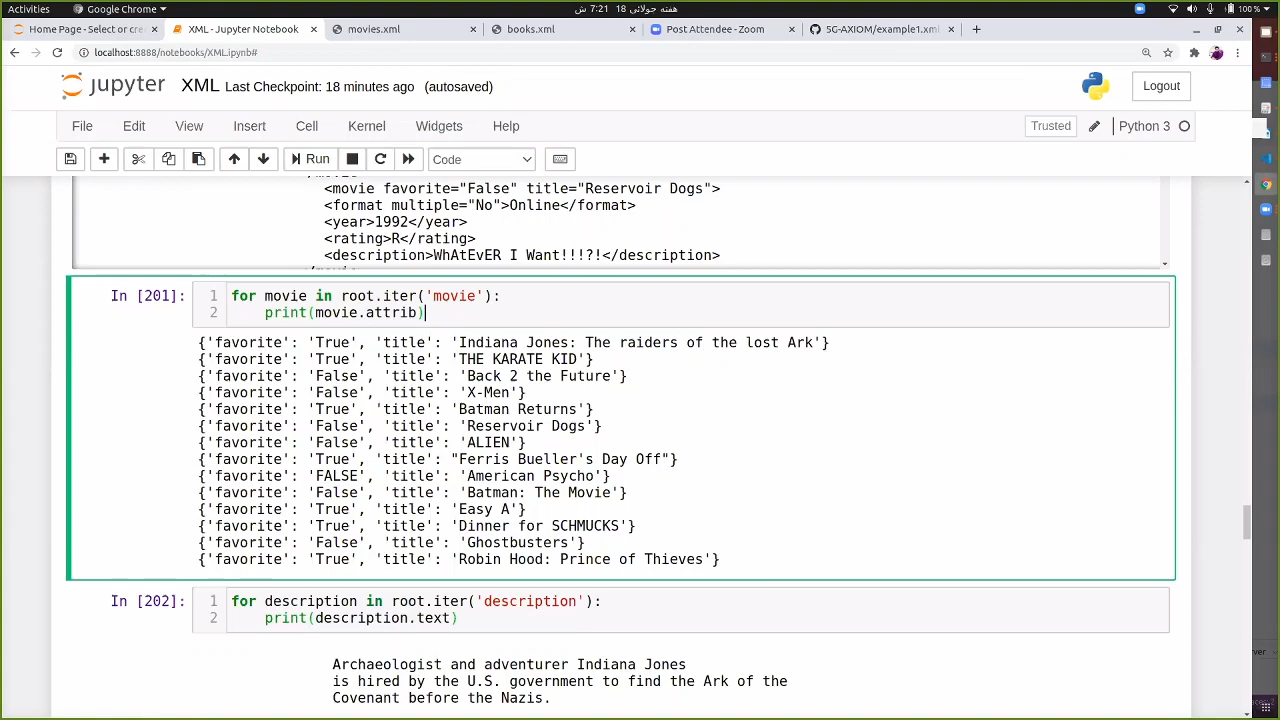 Activities
Google Chrome
هفته جولائی 18  7:21 ش
100 %
Home Page - Select or cre
XML - Jupyter Notebook
movies.xml
books.xml
Post Attendee - Zoom
5G-AXIOM/example1.xml
localhost:8888/notebooks/XML.ipynb#
jupyter
XML Last Checkpoint: 18 minutes ago (autosaved)
Logout
File Edit View Insert Cell Kernel Widgets Help
Trusted
Python 3
Run
Code
<movie favorite="False" title="Reservoir Dogs">
<format multiple="No">Online</format>
<year>1992</year>
<rating>R</rating>
<description>WhAtEvER I Want!!!?!</description>
In [201]:
1 for movie in root.iter('movie'):
2     print(movie.attrib)
{'favorite': 'True', 'title': 'Indiana Jones: The raiders of the lost Ark'}
{'favorite': 'True', 'title': 'THE KARATE KID'}
{'favorite': 'False', 'title': 'Back 2 the Future'}
{'favorite': 'False', 'title': 'X-Men'}
{'favorite': 'True', 'title': 'Batman Returns'}
{'favorite': 'False', 'title': 'Reservoir Dogs'}
{'favorite': 'False', 'title': 'ALIEN'}
{'favorite': 'True', 'title': "Ferris Bueller's Day Off"}
{'favorite': 'FALSE', 'title': 'American Psycho'}
{'favorite': 'False', 'title': 'Batman: The Movie'}
{'favorite': 'True', 'title': 'Easy A'}
{'favorite': 'True', 'title': 'Dinner for SCHMUCKS'}
{'favorite': 'False', 'title': 'Ghostbusters'}
{'favorite': 'True', 'title': 'Robin Hood: Prince of Thieves'}
In [202]:
1 for description in root.iter('description'):
2     print(description.text)
Archaeologist and adventurer Indiana Jones
is hired by the U.S. government to find the Ark of the
Covenant before the Nazis.